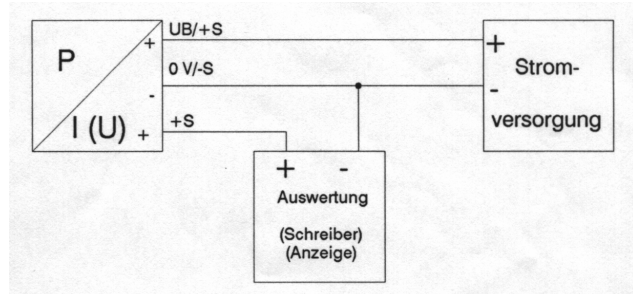 P
I (U)
+
-
+
UB/+S
0 V/-S
+S
+
-
Strom-
versorgung
+ -
Auswertung
(Schreiber)
(Anzeige)